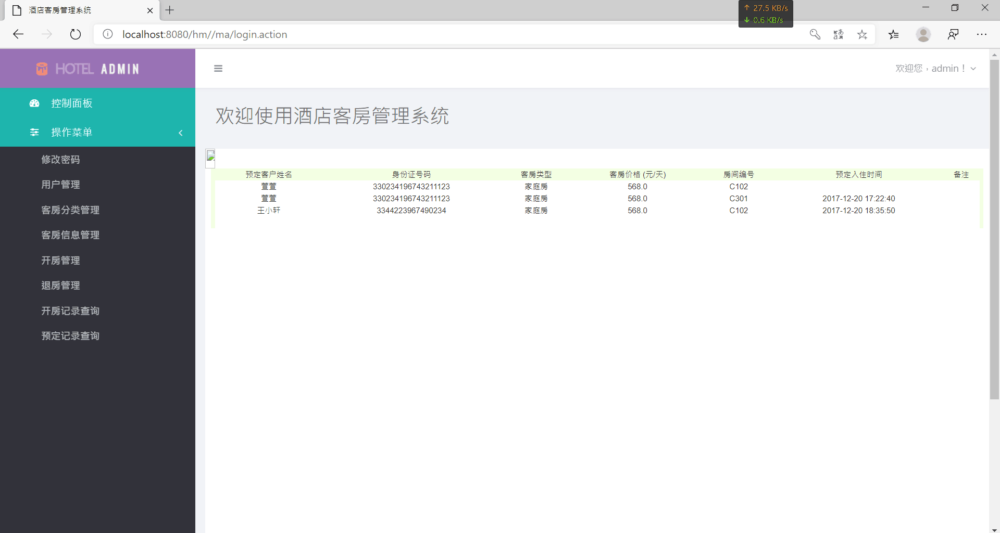 酒店客房管理系统
↑ 27.5 KB/s
↓ 0.6 KB/s
localhost:8080/hm//ma/login.action
HOTEL ADMIN
欢迎您，admin！
控制面板
操作菜单
修改密码
用户管理
客房分类管理
客房信息管理
开房管理
退房管理
开房记录查询
预定记录查询
欢迎使用酒店客房管理系统
预定客户姓名 身份证号码 客房类型 客房价格 (元/天) 房间编号 预定入住时间 备注
萱萱 330234196743211123 家庭房 568.0 C102
萱萱 330234196743211123 家庭房 568.0 C301 2017-12-20 17:22:40
王小轩 3344223967490234 家庭房 568.0 C102 2017-12-20 18:35:50